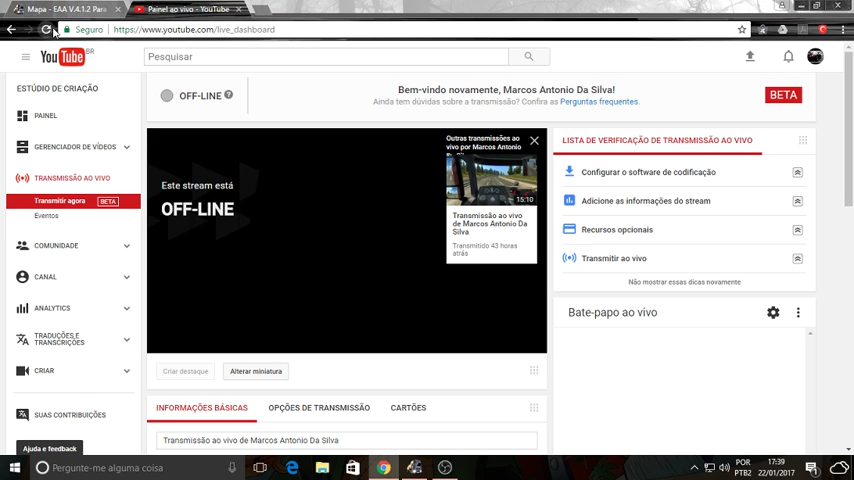 Mapa - EAA V.4.1.2 Para
Painel ao vivo - YouTube
Seguro
https://www.youtube.com/live_dashboard
YouTube BR
Pesquisar
ESTÚDIO DE CRIAÇÃO
PAINEL
GERENCIADOR DE VÍDEOS
TRANSMISSÃO AO VIVO
Transmitir agora BETA
Eventos
COMUNIDADE
CANAL
ANALYTICS
TRADUÇÕES E
TRANSCRIÇÕES
CRIAR
SUAS CONTRIBUIÇÕES
Ajuda e feedback
OFF-LINE ?
Bem-vindo novamente, Marcos Antonio Da Silva!
Ainda tem dúvidas sobre a transmissão? Confira as Perguntas frequentes.
BETA
Este stream está
OFF-LINE
Outras transmissões ao
vivo por Marcos Antonio
15:10
Transmissão ao vivo
de Marcos Antonio Da
Silva
Transmitido 43 horas
atrás
Criar destaque
Alterar miniatura
INFORMAÇÕES BÁSICAS
OPÇÕES DE TRANSMISSÃO
CARTÕES
Transmissão ao vivo de Marcos Antonio Da Silva
LISTA DE VERIFICAÇÃO DE TRANSMISSÃO AO VIVO
Configurar o software de codificação
Adicione as informações do stream
Recursos opcionais
Transmitir ao vivo
Não mostrar essas dicas novamente
Bate-papo ao vivo
Pergunte-me alguma coisa
POR
PTB2
17:39
22/01/2017